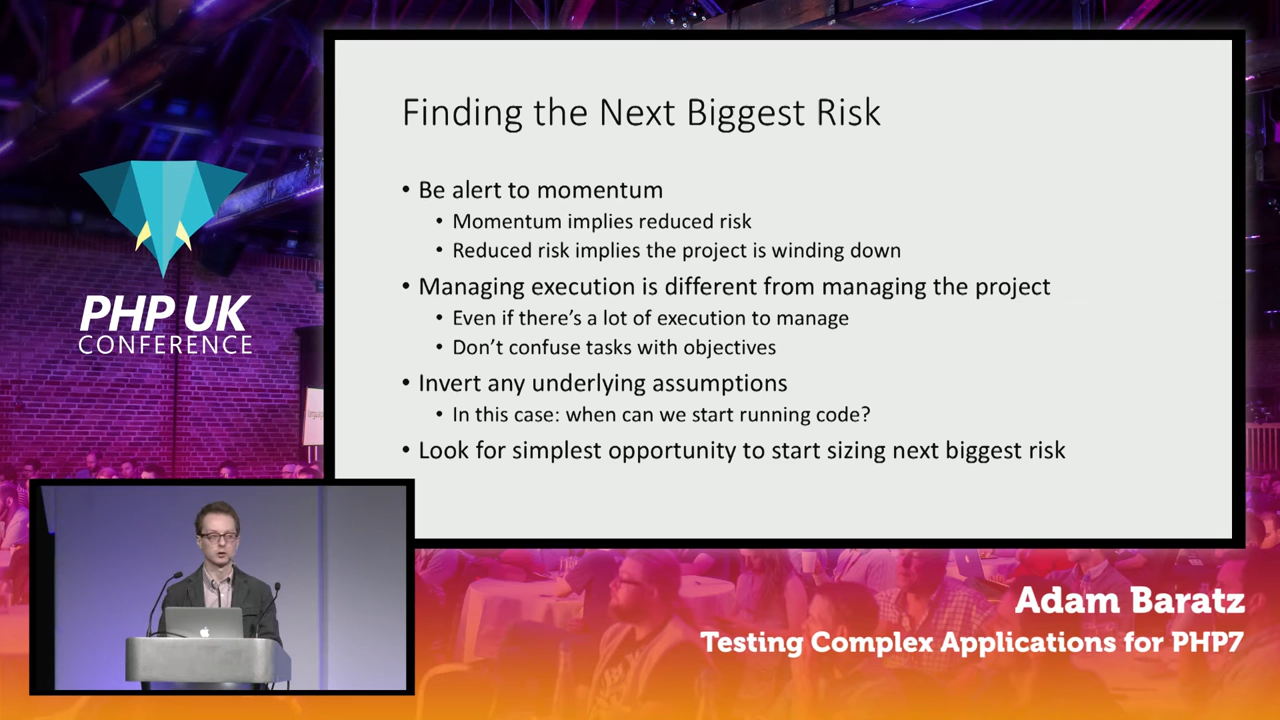 Finding the Next Biggest Risk
• Be alert to momentum
• Momentum implies reduced risk
• Reduced risk implies the project is winding down
• Managing execution is different from managing the project
• Even if there’s a lot of execution to manage
• Don’t confuse tasks with objectives
• Invert any underlying assumptions
• In this case: when can we start running code?
• Look for simplest opportunity to start sizing next biggest risk
PHP UK
CONFERENCE
Adam Baratz
Testing Complex Applications for PHP7